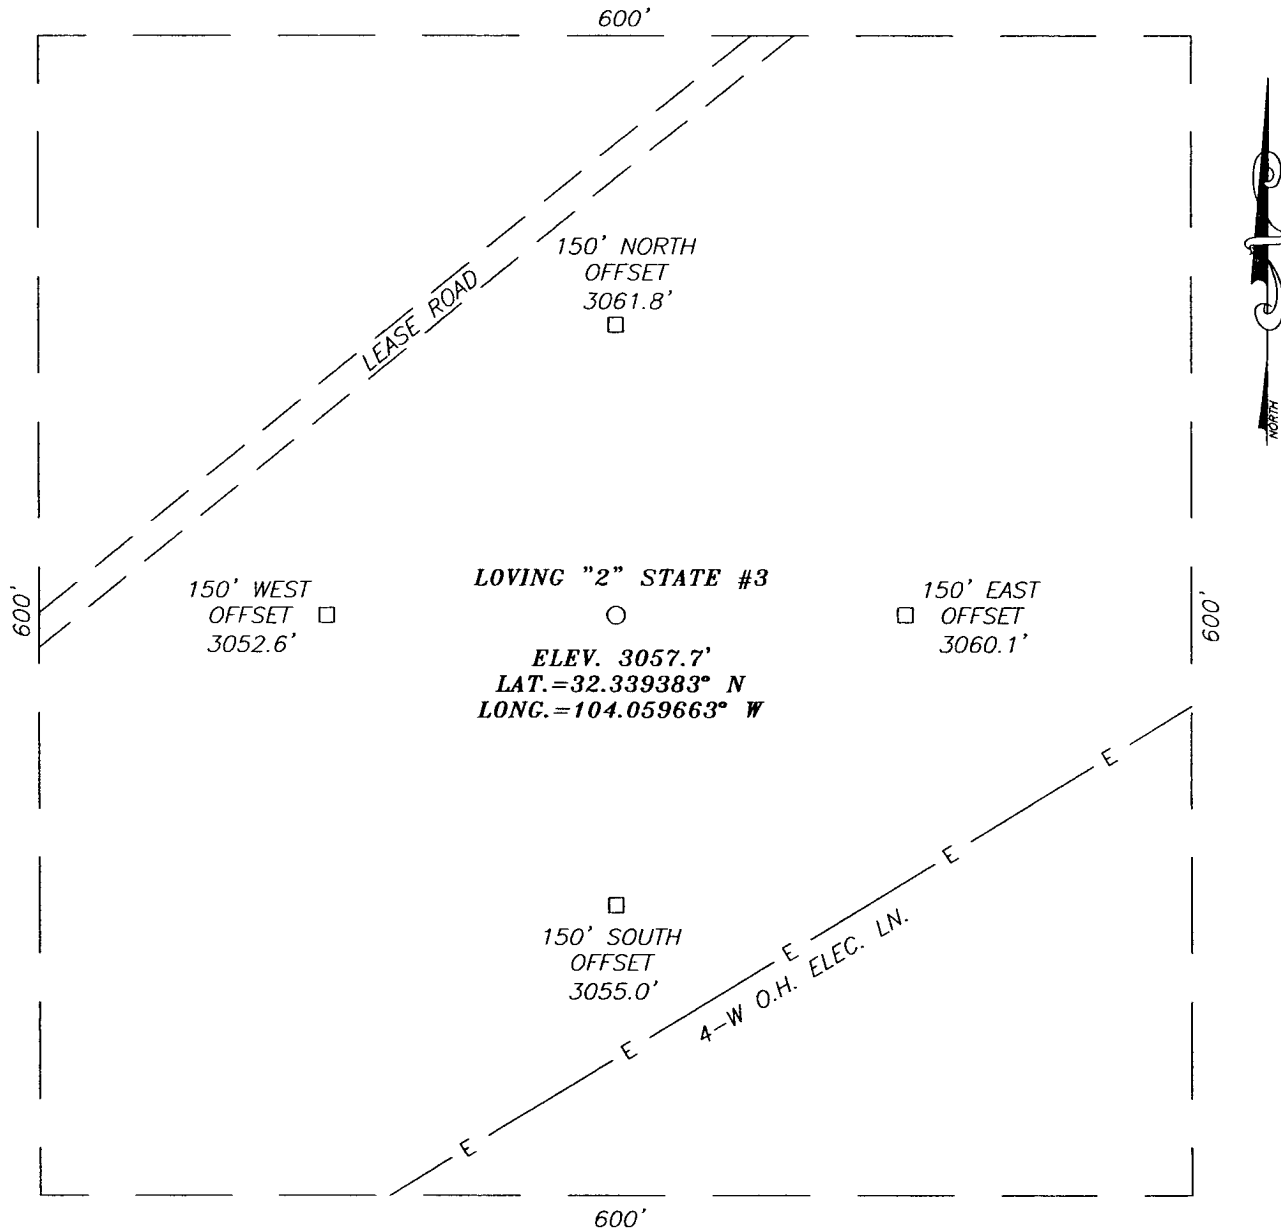 600'
150' NORTH
OFFSET
3061.8'
LEASE ROAD
NORTH
600'
150' WEST
OFFSET
3052.6'
LOVING "2" STATE #3
ELEV. 3057.7'
LAT.=32.339383° N
LONG.=104.059663° W
150' EAST
OFFSET
3060.1'
600'
150' SOUTH
OFFSET
3055.0'
E
E
E
E
E
4-W O.H. ELEC. LN.
600'